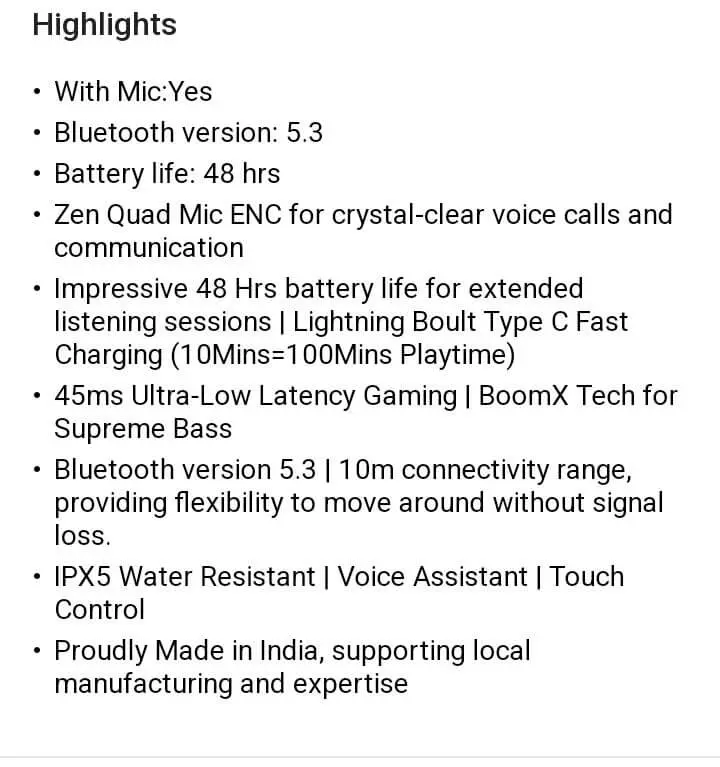 Highlights
• With Mic:Yes
• Bluetooth version: 5.3
• Battery life: 48 hrs
• Zen Quad Mic ENC for crystal-clear voice calls and
communication
• Impressive 48 Hrs battery life for extended
listening sessions | Lightning Boult Type C Fast
Charging (10Mins=100Mins Playtime)
• 45ms Ultra-Low Latency Gaming | BoomX Tech for
Supreme Bass
• Bluetooth version 5.3 | 10m connectivity range,
providing flexibility to move around without signal
loss.
• IPX5 Water Resistant | Voice Assistant | Touch
Control
• Proudly Made in India, supporting local
manufacturing and expertise